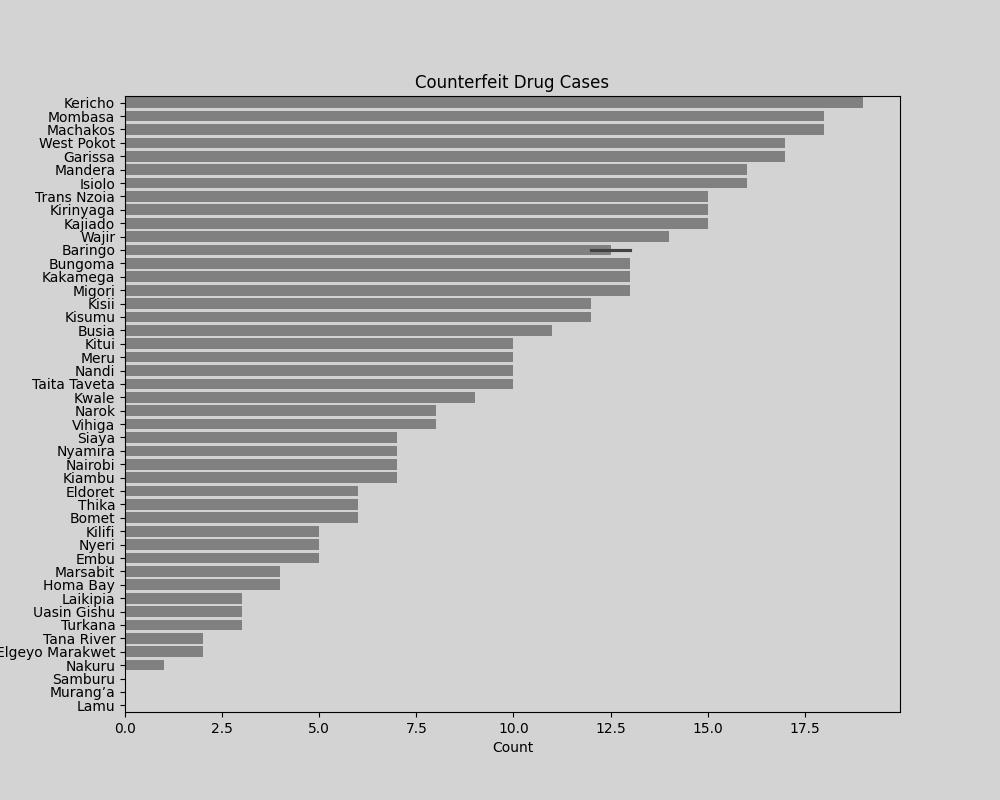 Counterfeit Drug Cases
Kericho
Mombasa
Machakos
West Pokot
Garissa
Mandera
Isiolo
Trans Nzoia
Kirinyaga
Kajiado
Wajir
Baringo
Bungoma
Kakamega
Migori
Kisii
Kisumu
Busia
Kitui
Meru
Nandi
Taita Taveta
Kwale
Narok
Vihiga
Siaya
Nyamira
Nairobi
Kiambu
Eldoret
Thika
Bomet
Kilifi
Nyeri
Embu
Marsabit
Homa Bay
Laikipia
Uasin Gishu
Turkana
Tana River
Elgeyo Marakwet
Nakuru
Samburu
Murang’a
Lamu
0.0 2.5 5.0 7.5 10.0 12.5 15.0 17.5
Count